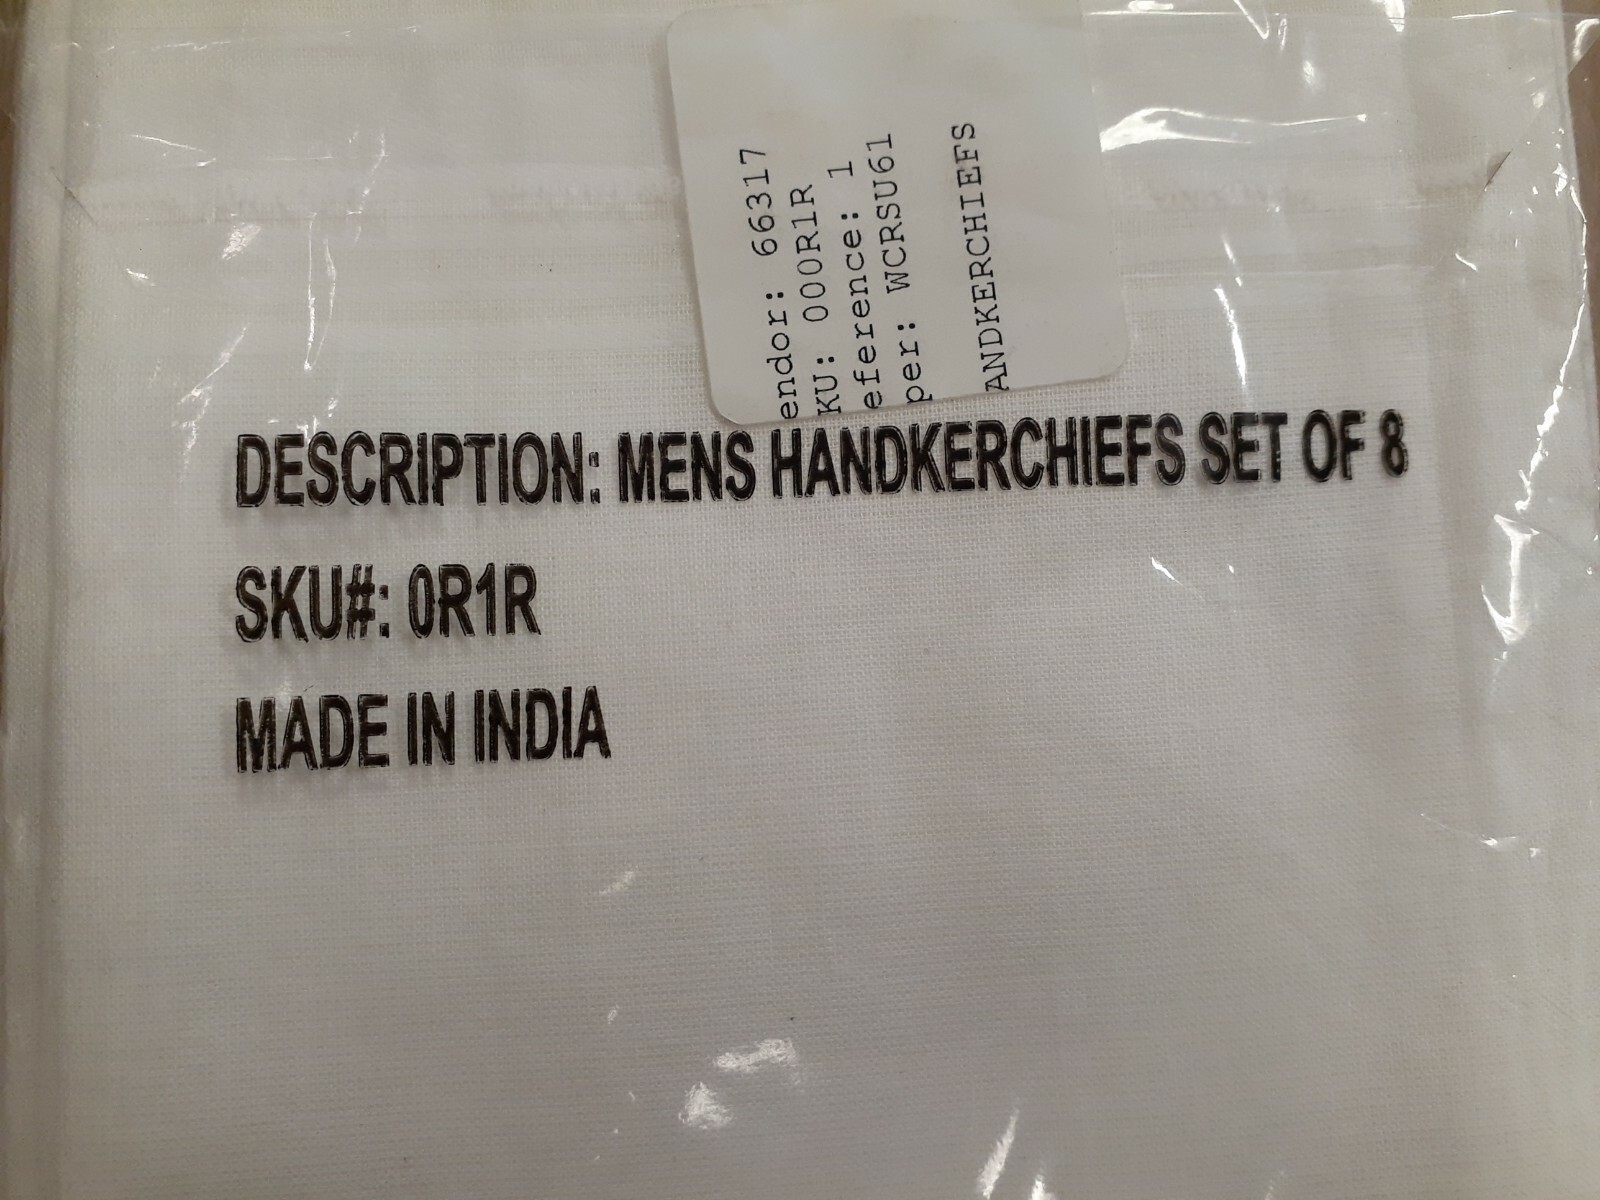 endor: 66317
KU: 000R1R
eference: 1
per: WCRSU61
ANDKERCHIEFS
DESCRIPTION: MENS HANDKERCHIEFS SET OF 8
SKU#: 0R1R
MADE IN INDIA